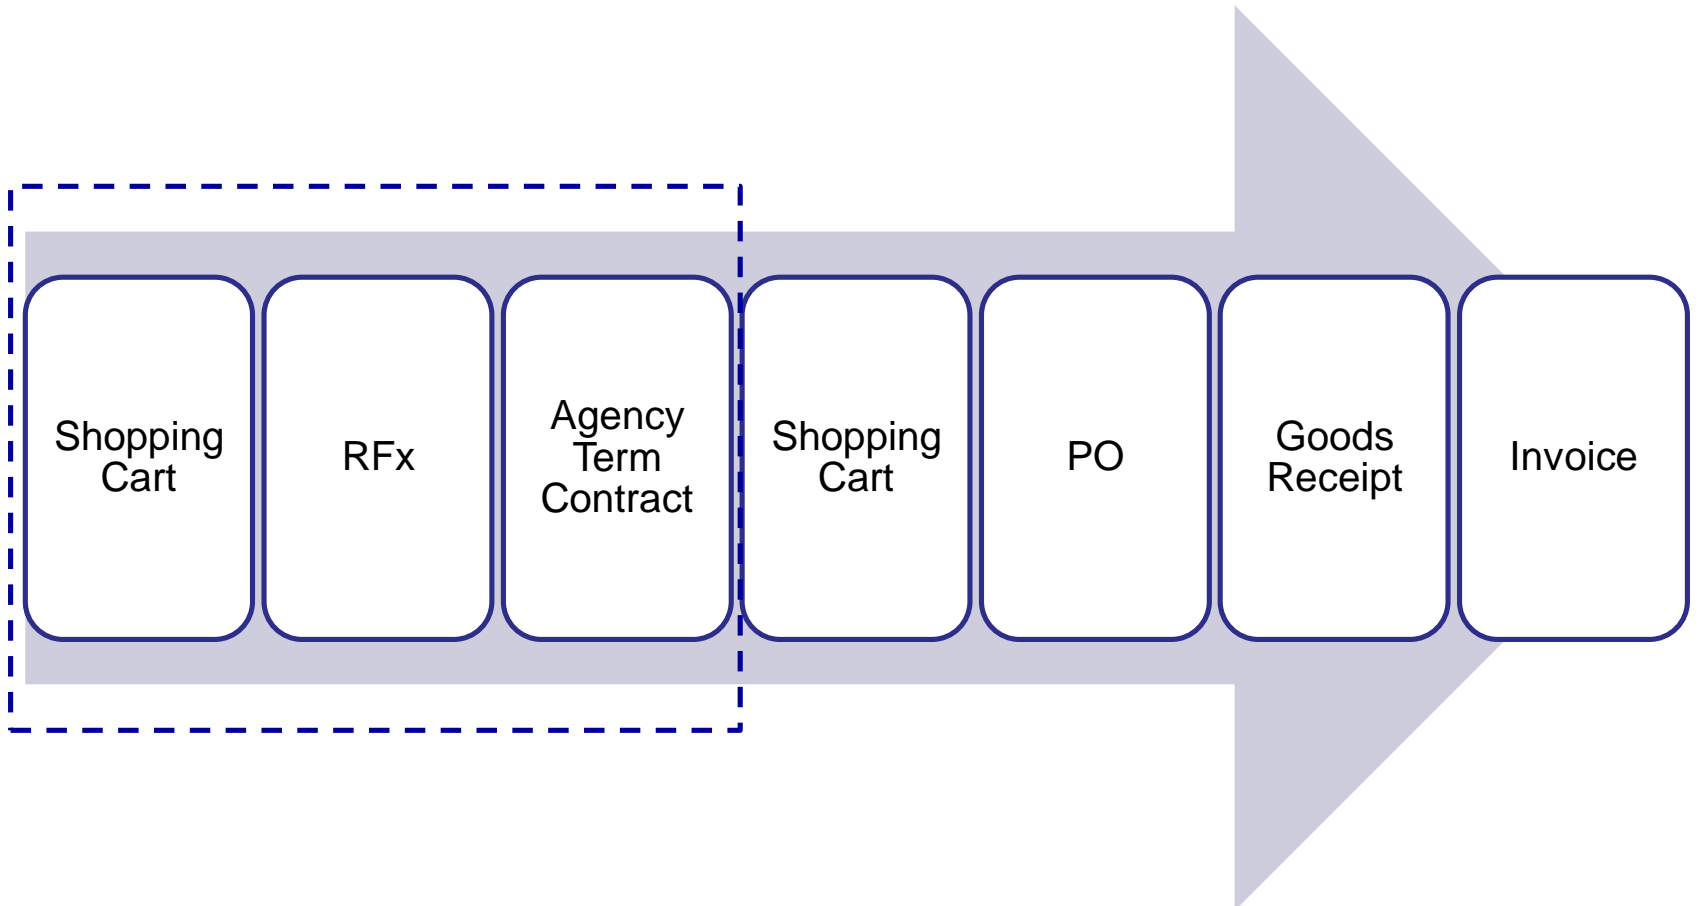 Shopping
Cart
RFx
Agency
Term
Contract
Shopping
Cart
PO
Goods
Receipt
Invoice